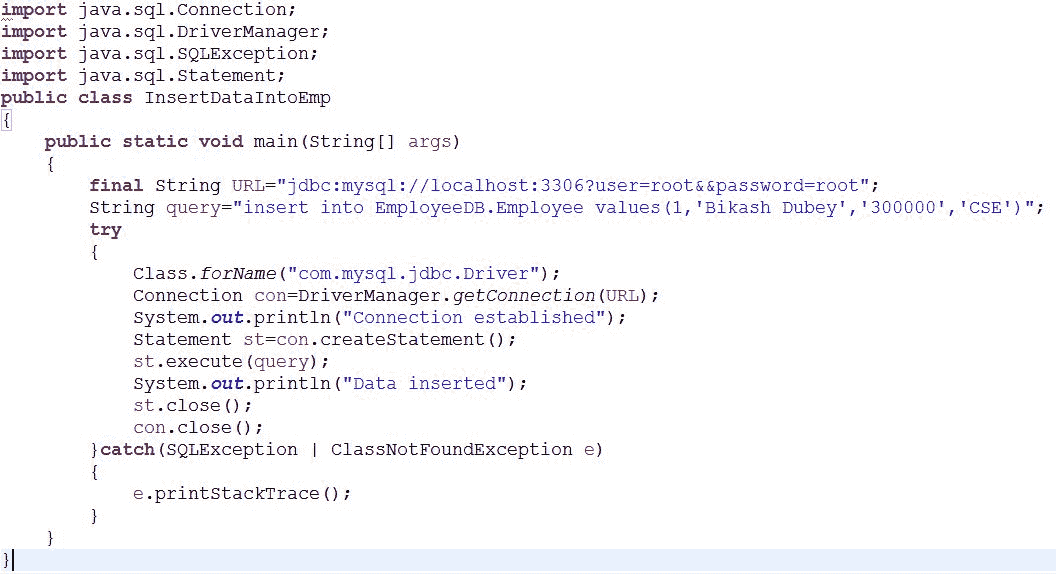 import java.sql.Connection;
import java.sql.DriverManager;
import java.sql.SQLException;
import java.sql.Statement;
public class InsertDataIntoEmp
{
    public static void main(String[] args)
    {
        final String URL="jdbc:mysql://localhost:3306?user=root&&password=root";
        String query="insert into EmployeeDB.Employee values(1,'Bikash Dubey','300000','CSE')";
        try
        {
            Class.forName("com.mysql.jdbc.Driver");
            Connection con=DriverManager.getConnection(URL);
            System.out.println("Connection established");
            Statement st=con.createStatement();
            st.execute(query);
            System.out.println("Data inserted");
            st.close();
            con.close();
        }catch(SQLException | ClassNotFoundException e)
        {
            e.printStackTrace();
        }
    }
}